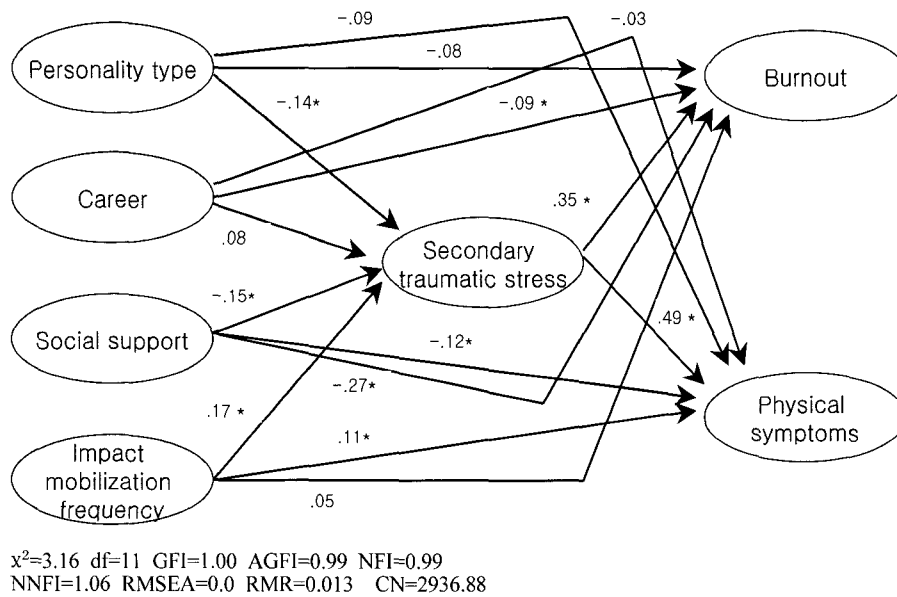 -.09
-.03
Personality type
-.08
Burnout
-.14*
-.09 *
Career
.35 *
.08
Secondary
traumatic stress
-.15*
Social support
-.12*
.49 *
-.27*
.17 *
.11*
Physical
symptoms
Impact
mobilization
frequency
.05
x²=3.16 df=11 GFI=1.00 AGFI=0.99 NFI=0.99
NNFI=1.06 RMSEA=0.0 RMR=0.013 CN=2936.88